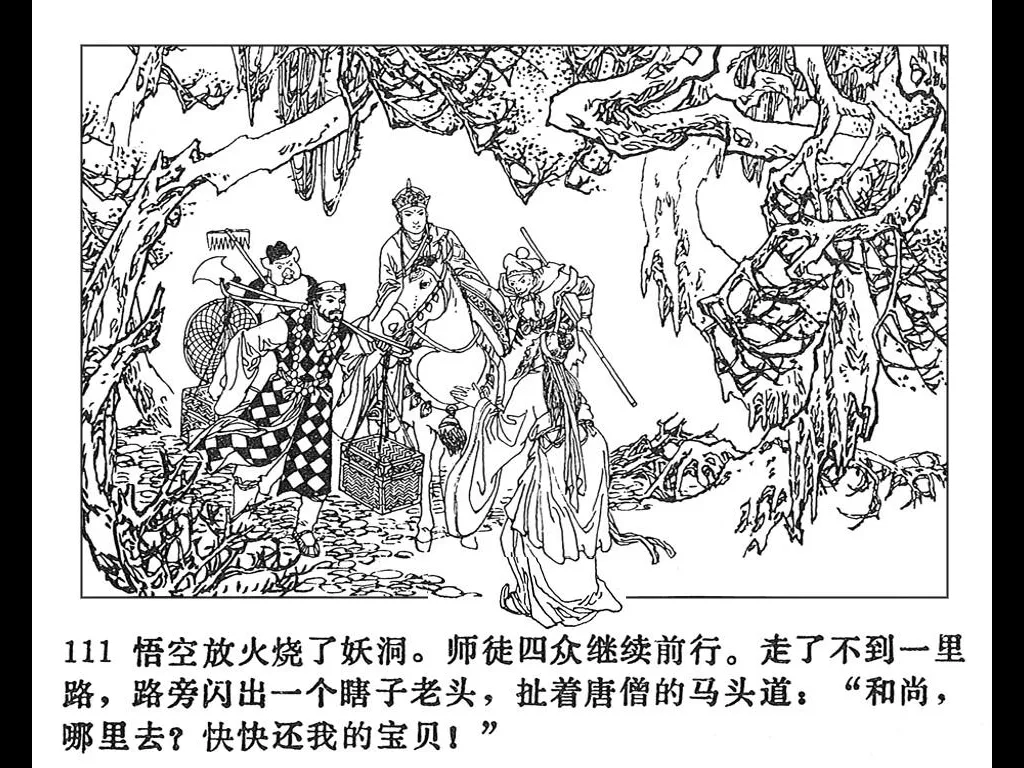 111 悟空放火烧了妖洞。师徒四众继续前行。走了不到一里
路，路旁闪出一个瞎子老头，扯着唐僧的马头道：“和尚，
哪里去？快快还我的宝贝！”